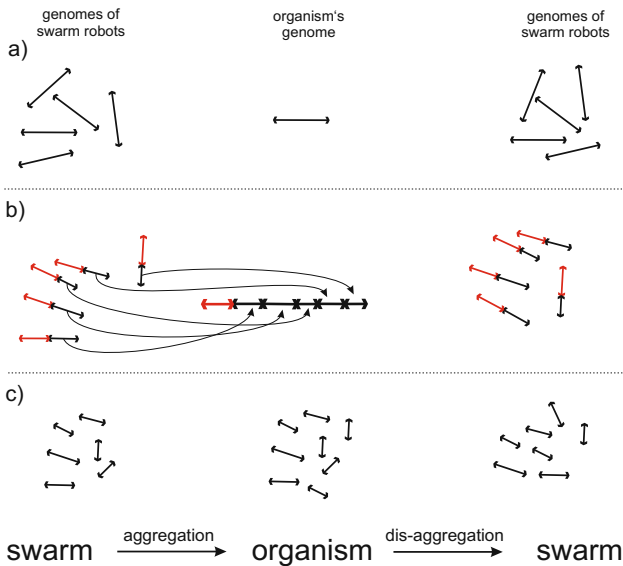 genomes of
swarm robots
organism‘s
genome
genomes of
swarm robots
a)
b)
c)
swarm
aggregation
organism
dis-aggregation
swarm